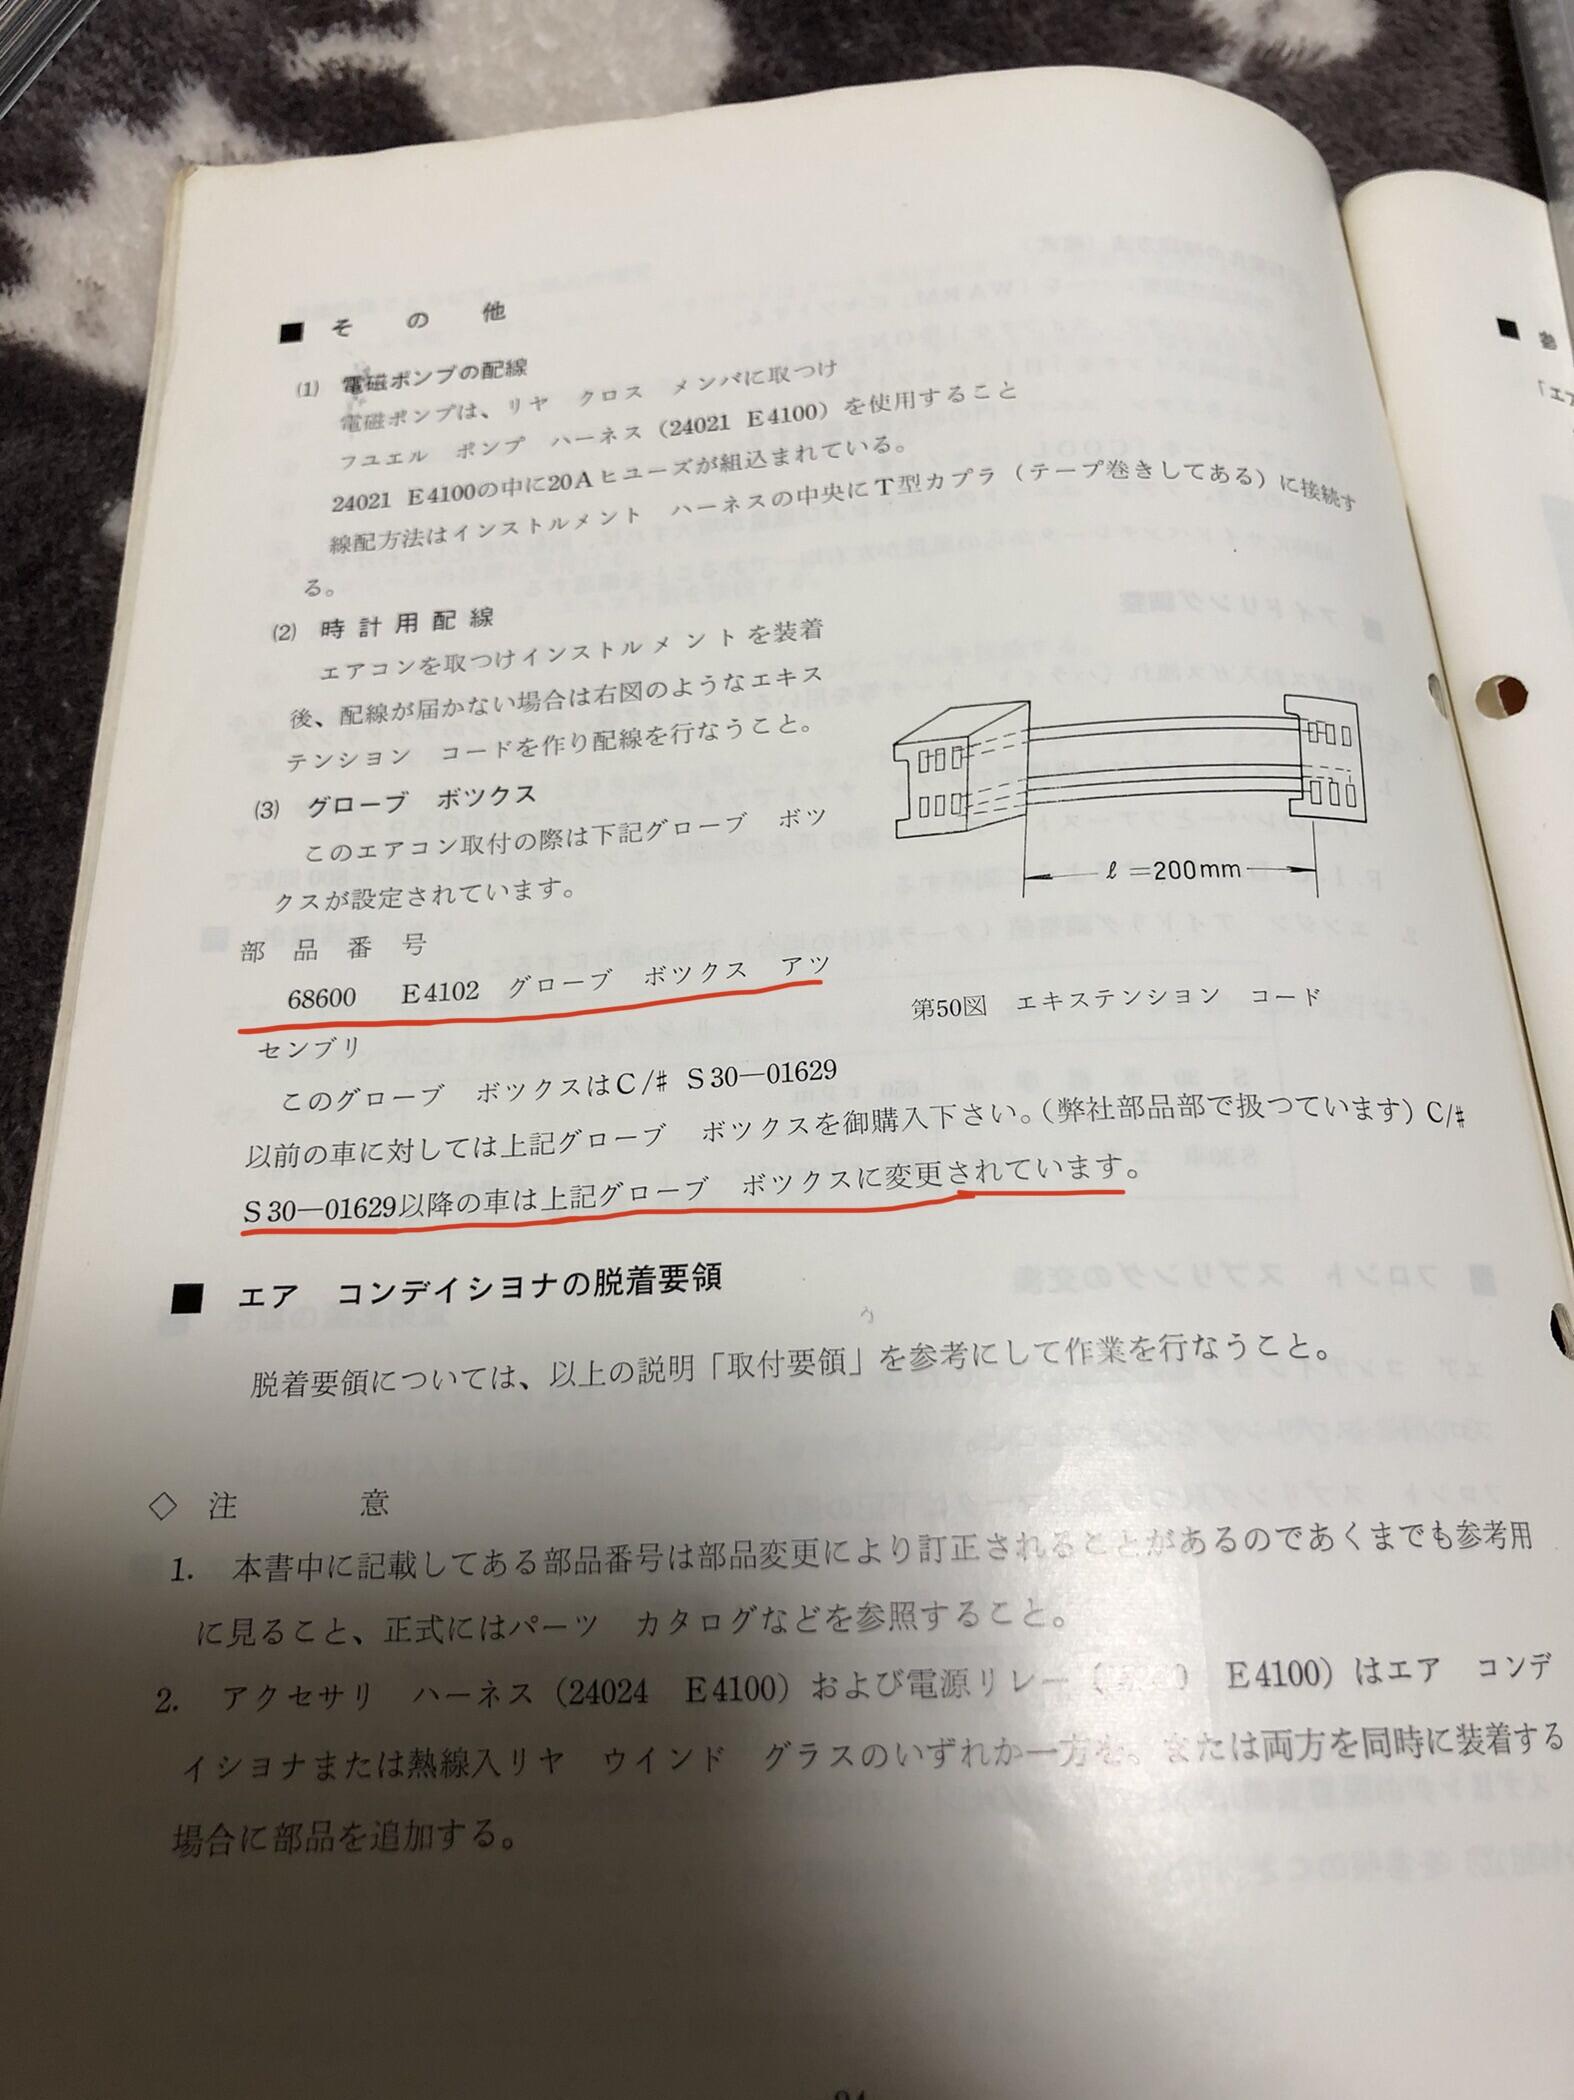 ■ その他
⑴ 電磁ポンプの配線
電磁ポンプは、リヤ クロス メンバに取つけ
フユエル ポンプ ハーネス（24021 E4100）を使用すること
24021 E4100の中に20Aヒユーズが組込まれている。
線配方法はインストルメント ハーネスの中央にT型カプラ（テープ巻きしてある）に接続す
る。
⑵ 時計用配線
エアコンを取つけインストルメントを装着
後、配線が届かない場合は右図のようなエキス
テンション コードを作り配線を行なうこと。
⑶ グローブ ボツクス
このエアコン取付の際は下記グローブ ボツ
クスが設定されています。
ℓ=200mm
部品番号
68600 E4102 グローブ ボツクス アツ
センブリ
第50図 エキステンション コード
このグローブ ボツクスはC/# S30—01629
以前の車に対しては上記グローブ ボツクスを御購入下さい。（弊社部品部で扱つています）C/#
S30—01629以降の車は上記グローブ ボツクスに変更されています。
■ エア コンデイシヨナの脱着要領
脱着要領については、以上の説明「取付要領」を参考にして作業を行なうこと。
◇ 注意
1. 本書中に記載してある部品番号は部品変更により訂正されることがあるのであくまでも参考用
に見ること、正式にはパーツ カタログなどを参照すること。
2. アクセサリ ハーネス（24024 E4100）および電源リレー（ E4100）はエア コンデ
イシヨナまたは熱線入リヤ ウインド グラスのいずれか一方を。または両方を同時に装着する
場合に部品を追加する。